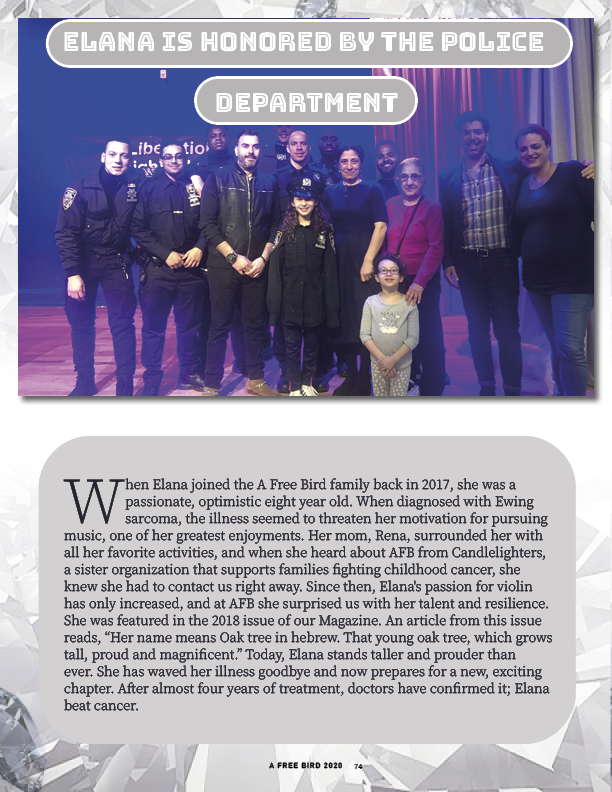 ELANA IS HONORED BY THE POLICE
DEPARTMENT
Liberation
When Elana joined the A Free Bird family back in 2017, she was a
passionate, optimistic eight year old. When diagnosed with Ewing
sarcoma, the illness seemed to threaten her motivation for pursuing
music, one of her greatest enjoyments. Her mom, Rena, surrounded her with
all her favorite activities, and when she heard about AFB from Candlelighters,
a sister organization that supports families fighting childhood cancer, she
knew she had to contact us right away. Since then, Elana's passion for violin
has only increased, and at AFB she surprised us with her talent and resilience.
She was featured in the 2018 issue of our Magazine. An article from this issue
reads, “Her name means Oak tree in hebrew. That young oak tree, which grows
tall, proud and magnificent.” Today, Elana stands taller and prouder than
ever. She has waved her illness goodbye and now prepares for a new, exciting
chapter. After almost four years of treatment, doctors have confirmed it; Elana
beat cancer.
A FREE BIRD 2020 74